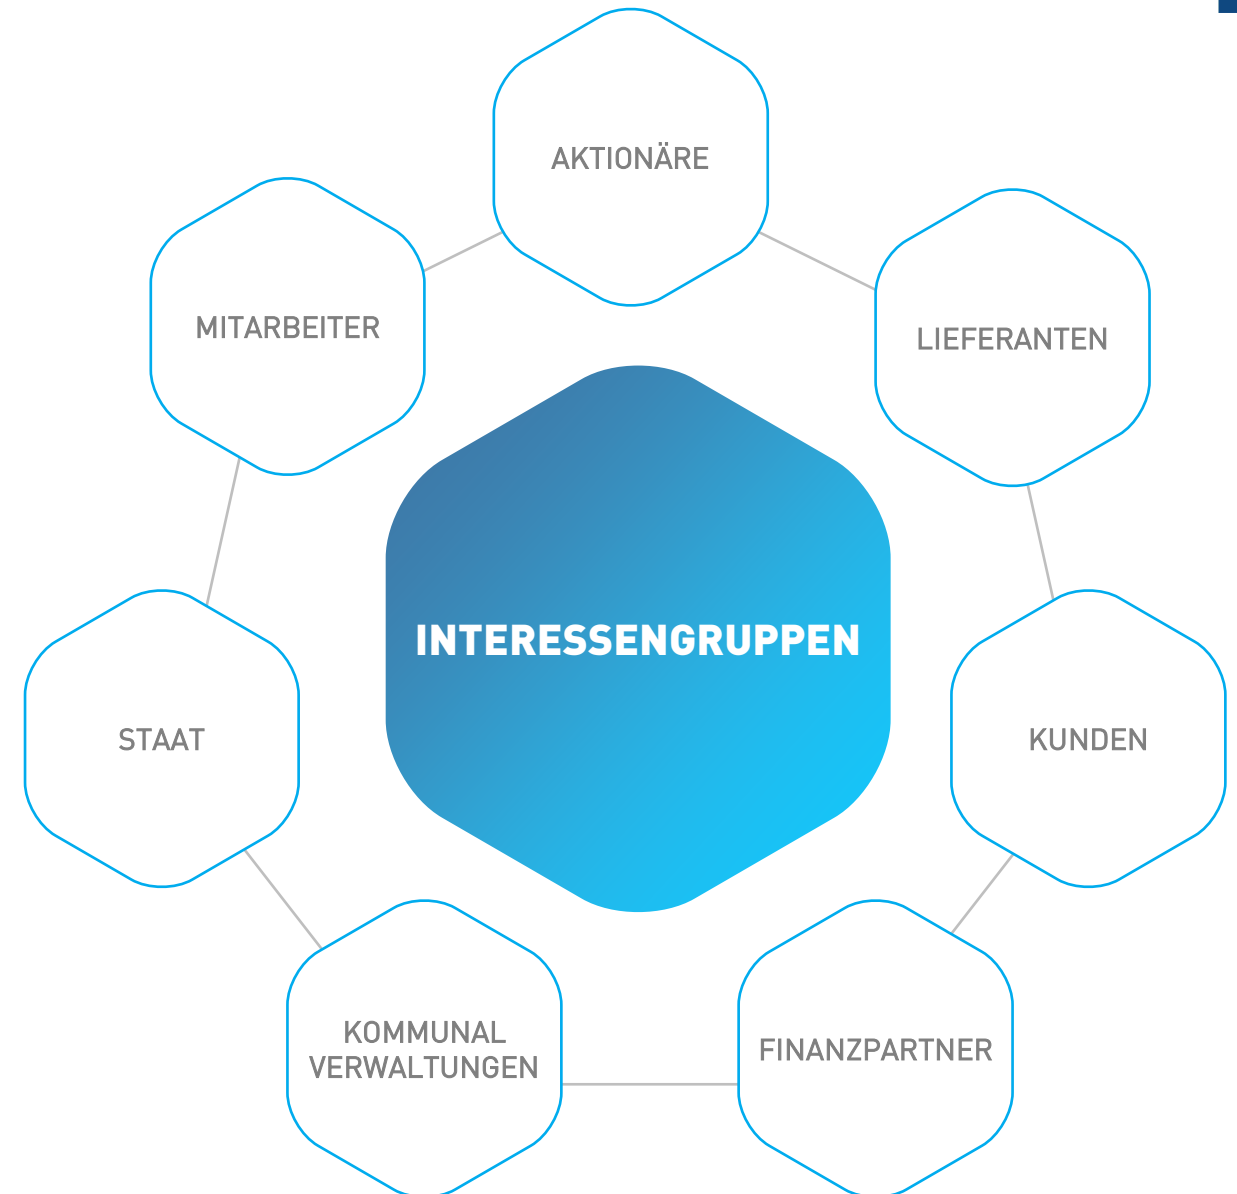 AKTIONÄRE
MITARBEITER
LIEFERANTEN
INTERESSENGRUPPEN
STAAT
KUNDEN
KOMMUNAL
VERWALTUNGEN
FINANZPARTNER